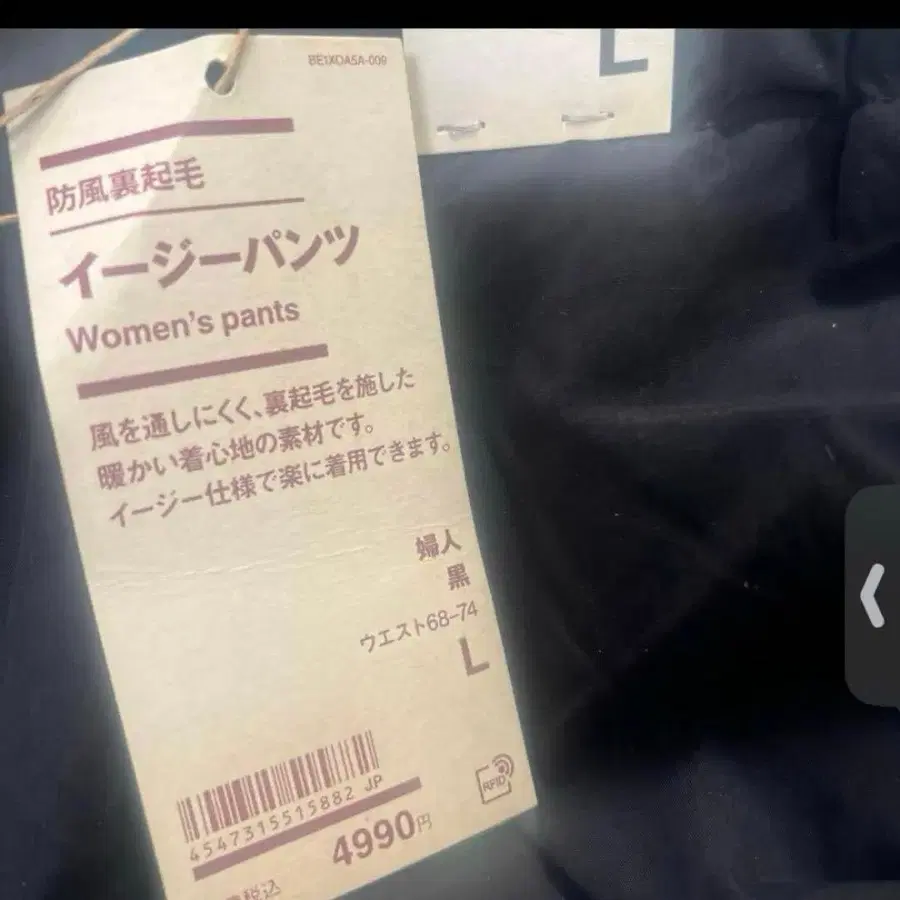 BE1XOA5A-009
L
防風裏起毛
イージーパンツ
Women's pants
風を通しにくく、裏起毛を施した
暖かい着心地の素材です。
イージー仕様で楽に着用できます。
婦人
黒
ウエスト68-74
L
4547315515882 JP
RFID
4990円
税込